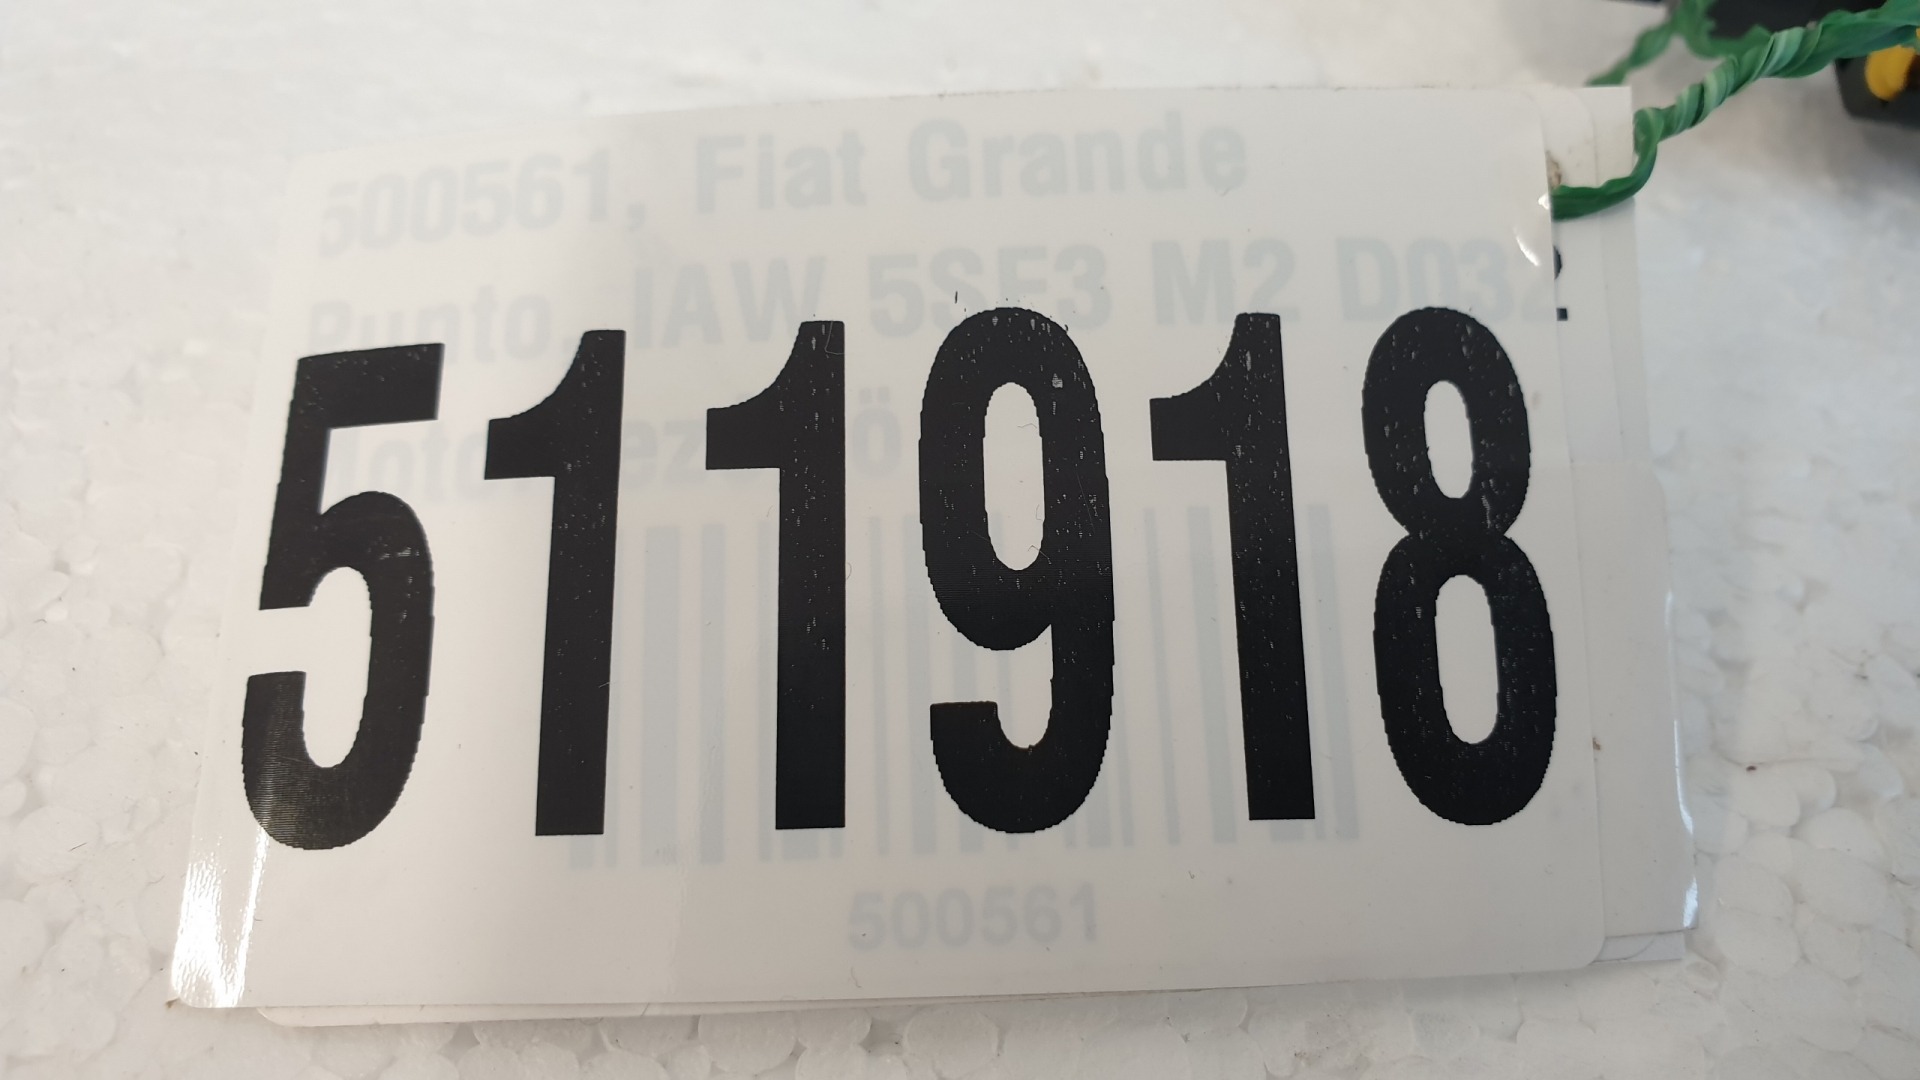 500561, Fiat Grande
Punto, IAW 5SF3 M2 D032
511918
500561